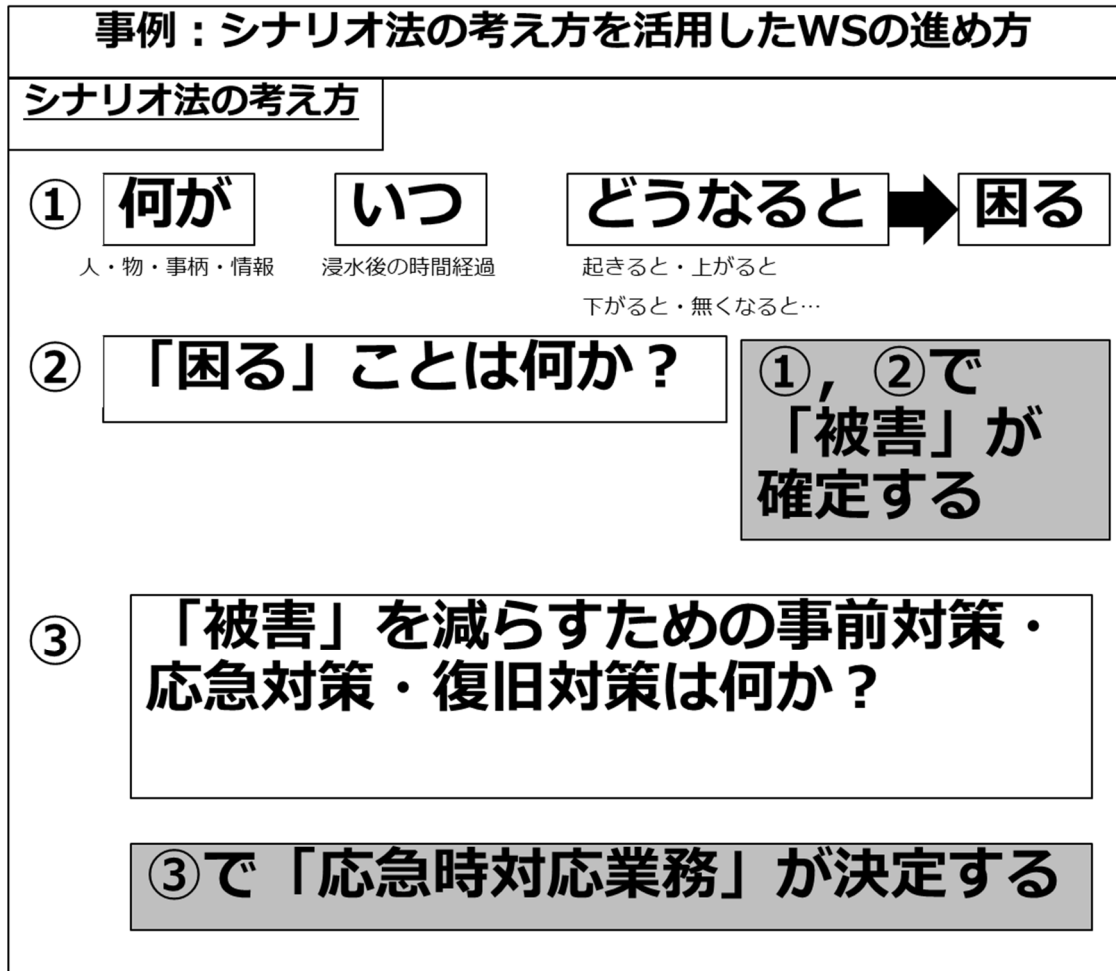 事例：シナリオ法の考え方を活用したWSの進め方
シナリオ法の考え方
① 何が いつ どうなると 困る
人・物・事柄・情報 浸水後の時間経過 起きると・上がると
下がると・無くなると…
② 「困る」ことは何か？
①，②で
「被害」が
確定する
③ 「被害」を減らすための事前対策・
応急対策・復旧対策は何か？
③で「応急時対応業務」が決定する